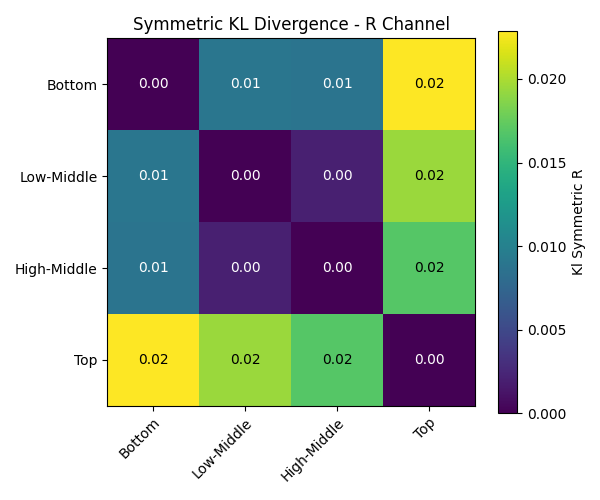 Symmetric KL Divergence - R Channel
Bottom
0.00 0.01 0.01 0.02
Low-Middle
0.01 0.00 0.00 0.02
High-Middle
0.01 0.00 0.00 0.02
Top
0.02 0.02 0.02 0.00
Bottom
Low-Middle
High-Middle
Top
0.020
0.015
0.010
0.005
0.000
Kl Symmetric R